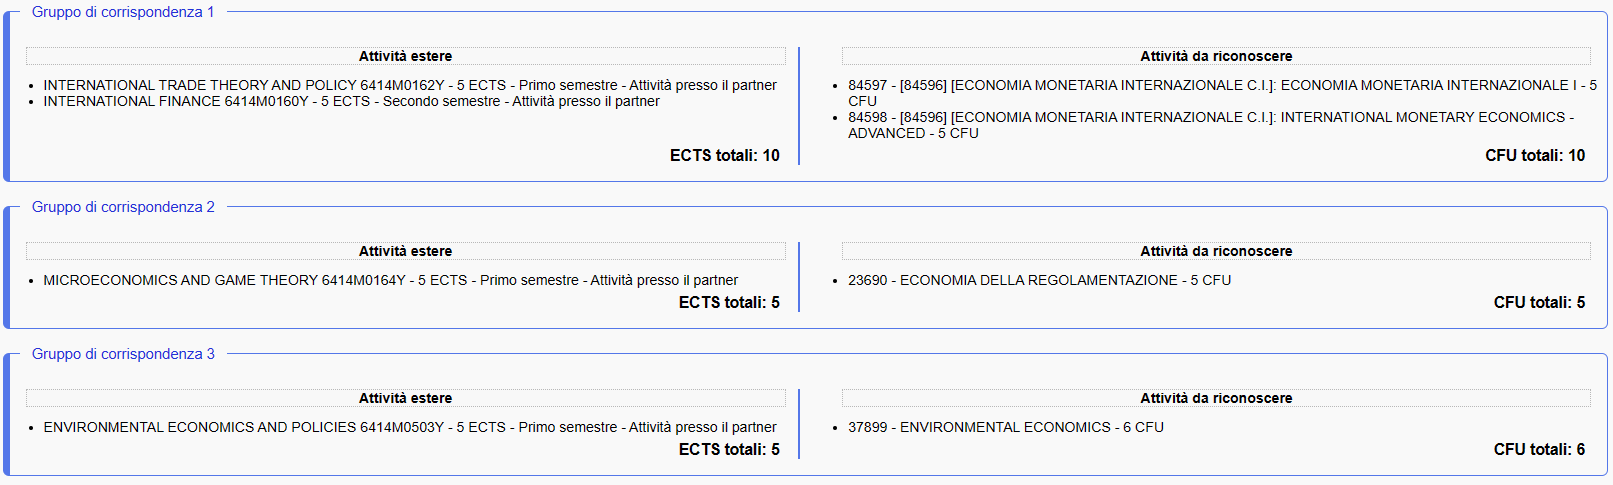 Gruppo di corrispondenza 1
Attività estere
INTERNATIONAL TRADE THEORY AND POLICY 6414M0162Y - 5 ECTS - Primo semestre - Attività presso il partner
INTERNATIONAL FINANCE 6414M0160Y - 5 ECTS - Secondo semestre - Attività presso il partner
ECTS totali: 10
Attività da riconoscere
84597 - [84596] [ECONOMIA MONETARIA INTERNAZIONALE C.I.]: ECONOMIA MONETARIA INTERNAZIONALE I - 5
CFU
84598 - [84596] [ECONOMIA MONETARIA INTERNAZIONALE C.I.]: INTERNATIONAL MONETARY ECONOMICS -
ADVANCED - 5 CFU
CFU totali: 10
Gruppo di corrispondenza 2
Attività estere
MICROECONOMICS AND GAME THEORY 6414M0164Y - 5 ECTS - Primo semestre - Attività presso il partner
ECTS totali: 5
Attività da riconoscere
23690 - ECONOMIA DELLA REGOLAMENTAZIONE - 5 CFU
CFU totali: 5
Gruppo di corrispondenza 3
Attività estere
ENVIRONMENTAL ECONOMICS AND POLICIES 6414M0503Y - 5 ECTS - Primo semestre - Attività presso il partner
ECTS totali: 5
Attività da riconoscere
37899 - ENVIRONMENTAL ECONOMICS - 6 CFU
CFU totali: 6